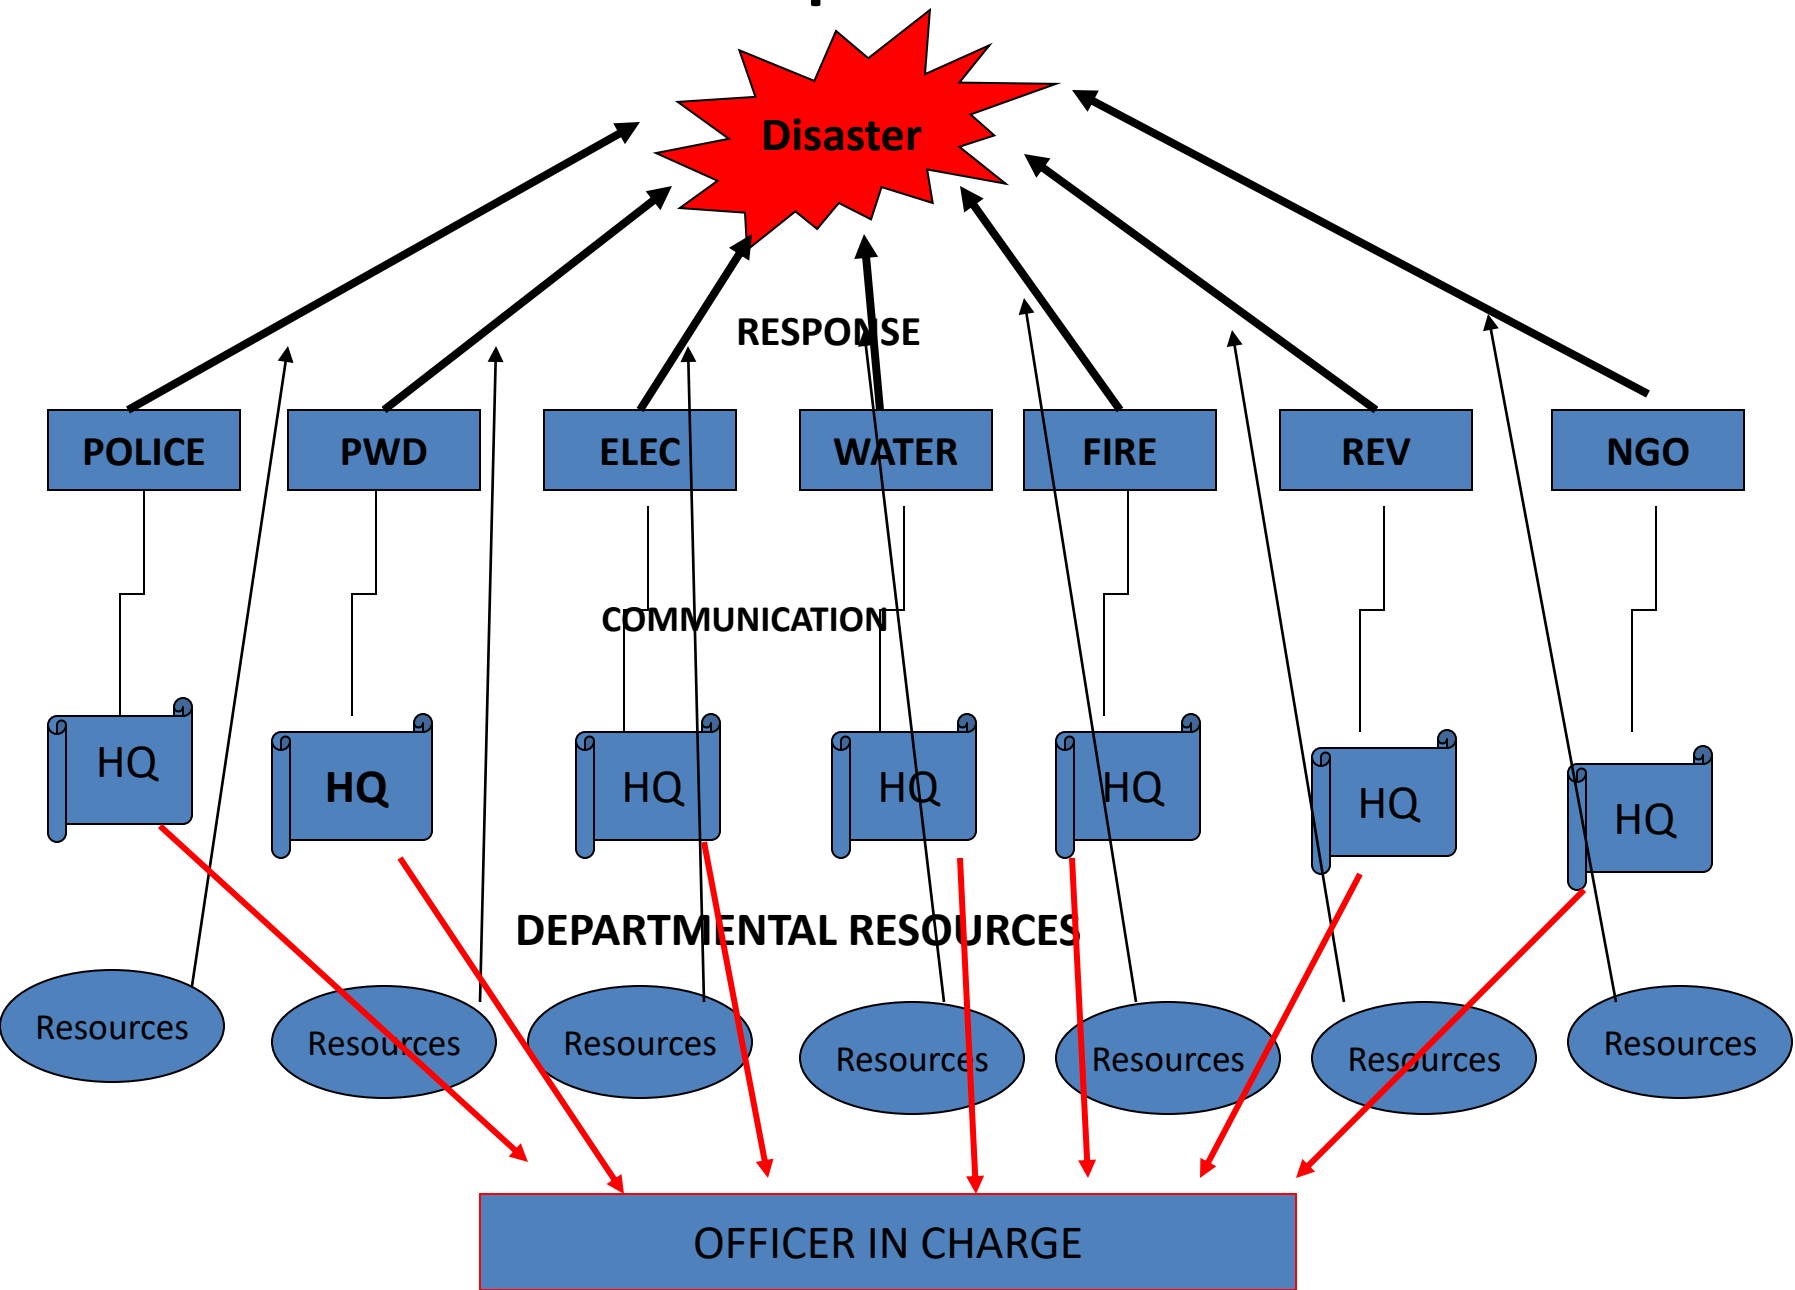 Disaster
RESPONSE
POLICE
PWD
ELEC
WATER
FIRE
REV
NGO
COMMUNICATION
HQ
HQ
HQ
HQ
HQ
HQ
HQ
DEPARTMENTAL RESOURCES
Resources
Resources
Resources
Resources
Resources
Resources
Resources
OFFICER IN CHARGE